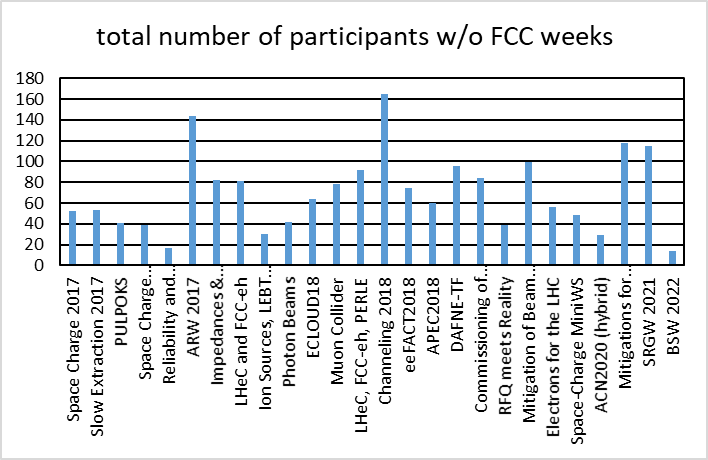 total number of participants w/o FCC weeks
180
160
140
120
100
80
60
40
20
0
Space Charge 2017
Slow Extraction 2017
PULPOKS
Space Charge…
Reliability and…
ARW 2017
Impedances &…
LHeC and FCC-eh
Ion Sources, LEBT…
Photon Beams
ECLOUD18
Muon Collider
LHeC, FCC-eh, PERLE
Channeling 2018
eeFACT2018
APEC2018
DAFNE-TF
Commissioning of…
RFQ meets Reality
Mitigation of Beam…
Electrons for the LHC
Space-Charge MiniWS
ACN2020 (hybrid)
Mitigations for…
SRGW 2021
BSW 2022